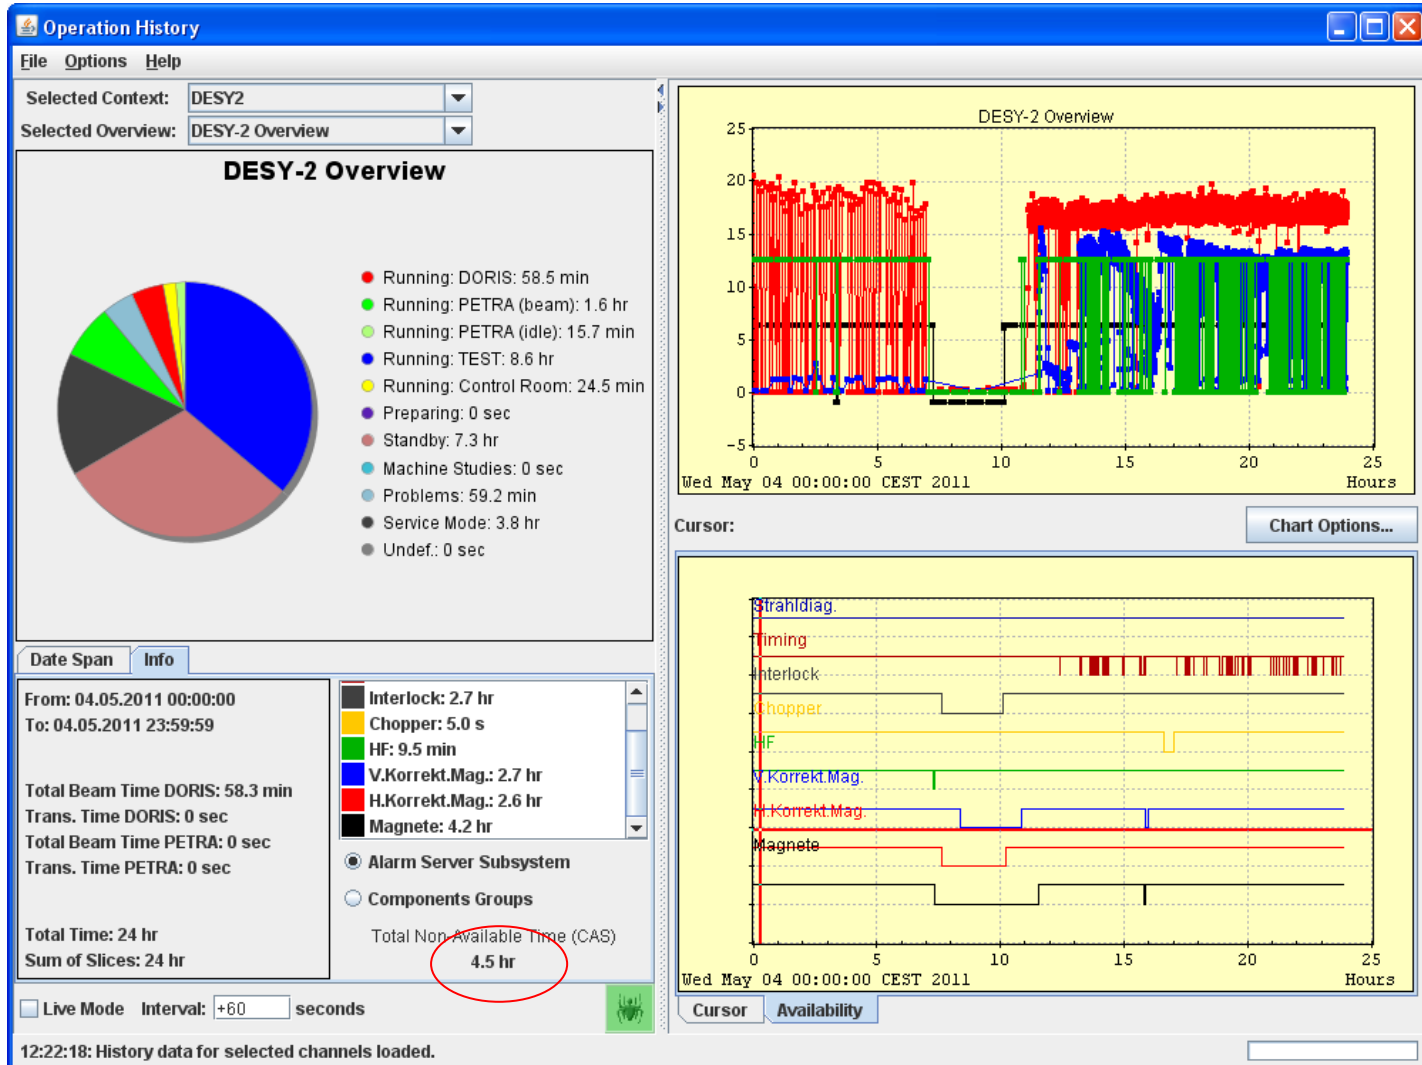 Operation History
File Options Help
Selected Context: DESY2
Selected Overview: DESY-2 Overview
DESY-2 Overview
Running: DORIS: 58.5 min
Running: PETRA (beam): 1.6 hr
Running: PETRA (idle): 15.7 min
Running: TEST: 8.6 hr
Running: Control Room: 24.5 min
Preparing: 0 sec
Standby: 7.3 hr
Machine Studies: 0 sec
Problems: 59.2 min
Service Mode: 3.8 hr
Undef.: 0 sec
Date Span Info
From: 04.05.2011 00:00:00
To: 04.05.2011 23:59:59
Total Beam Time DORIS: 58.3 min
Trans. Time DORIS: 0 sec
Total Beam Time PETRA: 0 sec
Trans. Time PETRA: 0 sec
Total Time: 24 hr
Sum of Slices: 24 hr
Interlock: 2.7 hr
Chopper: 5.0 s
HF: 9.5 min
V.Korrekt.Mag.: 2.7 hr
H.Korrekt.Mag.: 2.6 hr
Magnete: 4.2 hr
Alarm Server Subsystem
Components Groups
Total Non-Available Time (CAS)
4.5 hr
Live Mode Interval: +60 seconds
DESY-2 Overview
25
20
15
10
5
0
-5
0 5 10 15 20 25
Wed May 04 00:00:00 CEST 2011 Hours
Cursor: Chart Options...
Strahldiag.
Timing
Interlock
Chopper
HF
V.Korrekt.Mag.
H.Korrekt.Mag.
Magnete
0 5 10 15 20 25
Wed May 04 00:00:00 CEST 2011 Hours
Cursor Availability
12:22:18: History data for selected channels loaded.